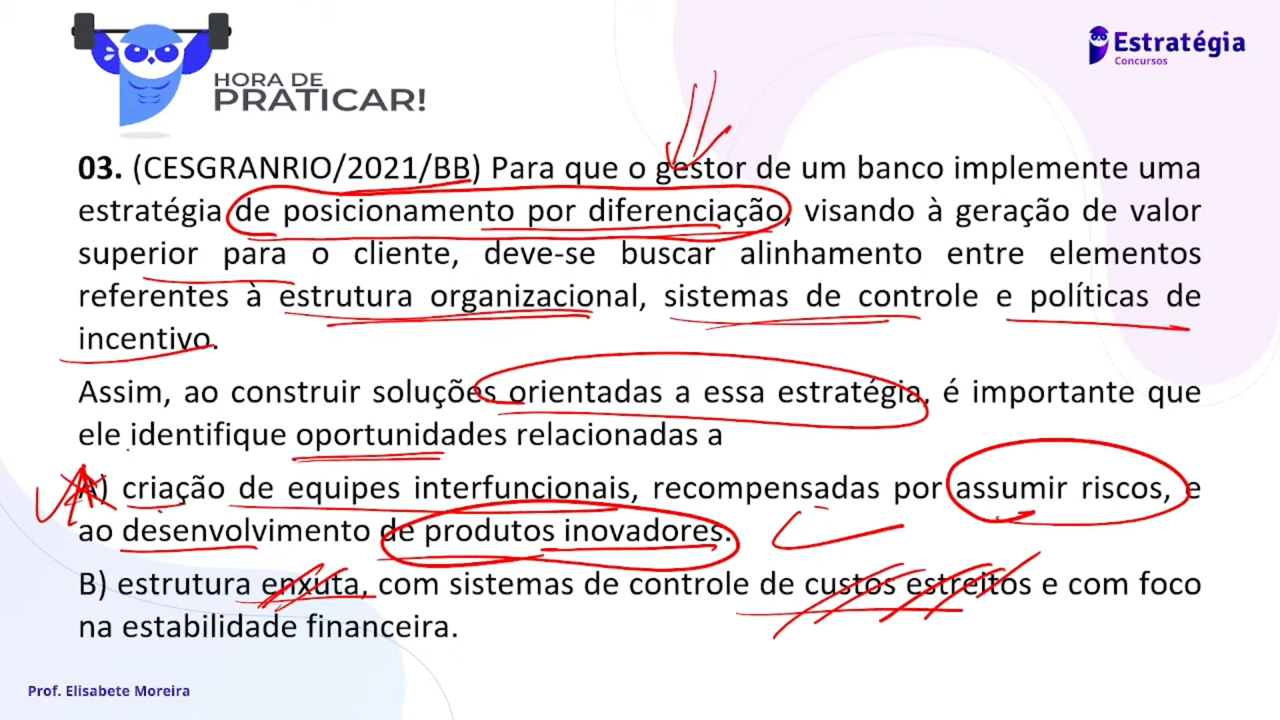 HORA DE
PRATICAR!
Estratégia
Concursos
03. (CESGRANRIO/2021/BB) Para que o gestor de um banco implemente uma
estratégia de posicionamento por diferenciação, visando à geração de valor
superior para o cliente, deve-se buscar alinhamento entre elementos
referentes à estrutura organizacional, sistemas de controle e políticas de
incentivo.
Assim, ao construir soluções orientadas a essa estratégia, é importante que
ele identifique oportunidades relacionadas a
A) criação de equipes interfuncionais, recompensadas por assumir riscos, e
ao desenvolvimento de produtos inovadores.
B) estrutura enxuta, com sistemas de controle de custos estreitos e com foco
na estabilidade financeira.
Prof. Elisabete Moreira